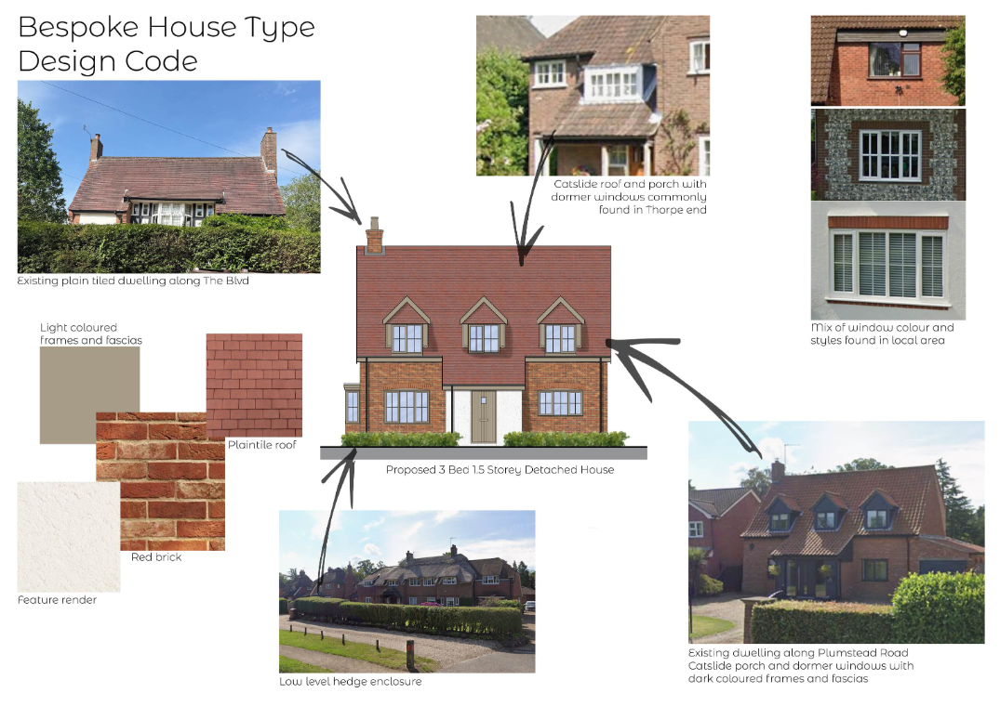 Bespoke House Type
Design Code
Existing plain tiled dwelling along The Blvd
Catslide roof and porch with
dormer windows commonly
found in Thorpe end
Mix of window colour and
styles found in local area
Light coloured
frames and fascias
Plaintile roof
Red brick
Feature render
Proposed 3 Bed 1.5 Storey Detached House
Low level hedge enclosure
Existing dwelling along Plumstead Road
Catslide porch and dormer windows with
dark coloured frames and fascias